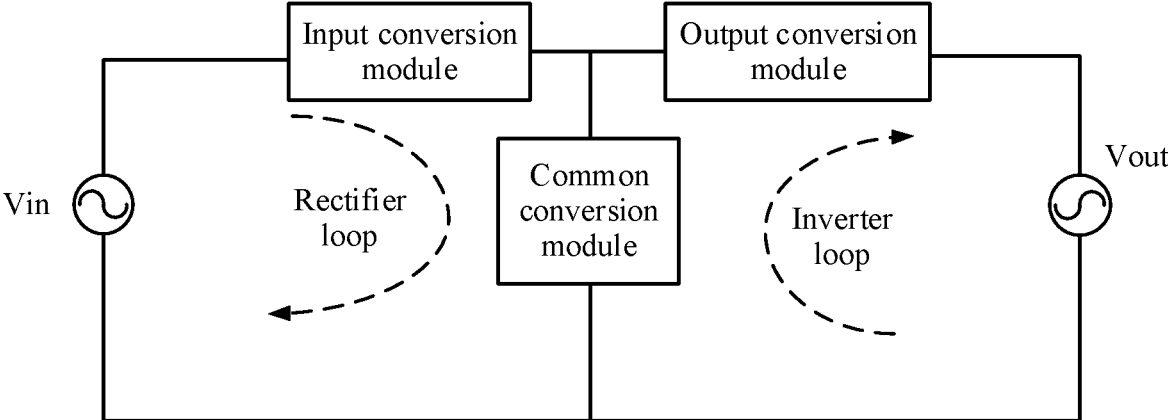 Input conversion
module
Output conversion
module
Vin
Rectifier
loop
Common
conversion
module
Inverter
loop
Vout